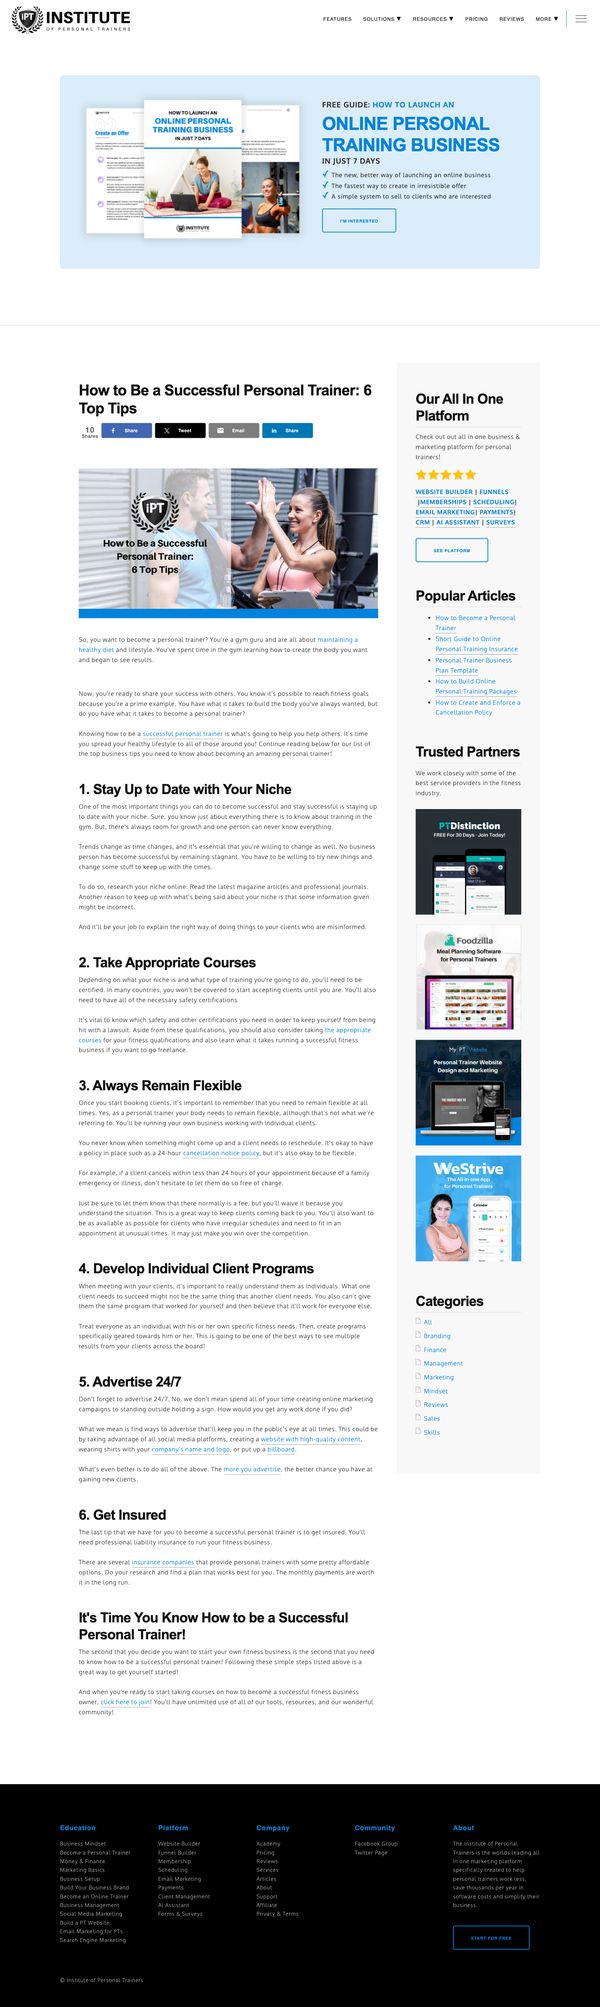 iPT INSTITUTE
OF PERSONAL TRAINERS
FEATURES
SOLUTIONS ▼
RESOURCES ▼
PRICING
REVIEWS
MORE ▼
INSTITUTE
Create an Offer
HOW TO LAUNCH AN
ONLINE PERSONAL
TRAINING BUSINESS
IN JUST 7 DAYS
INSTITUTE
FREE GUIDE: HOW TO LAUNCH AN
ONLINE PERSONAL
TRAINING BUSINESS
IN JUST 7 DAYS
✓ The new, better way of launching an online business
✓ The fastest way to create in irresistible offer
✓ A simple system to sell to clients who are interested
I'M INTERESTED
How to Be a Successful Personal Trainer: 6
Top Tips
10
Shares
Share
Tweet
Email
Share
iPT
How to Be a Successful
Personal Trainer:
6 Top Tips
So, you want to become a personal trainer? You're a gym guru and are all about maintaining a
healthy diet and lifestyle. You've spent time in the gym learning how to create the body you want
and began to see results.
Now, you're ready to share your success with others. You know it's possible to reach fitness goals
because you're a prime example. You have what it takes to build the body you've always wanted, but
do you have what it takes to become a personal trainer?
Knowing how to be a successful personal trainer is what's going to help you help others. It's time
you spread your healthy lifestyle to all of those around you! Continue reading below for our list of
the top business tips you need to know about becoming an amazing personal trainer!
1. Stay Up to Date with Your Niche
One of the most important things you can do to become successful and stay successful is staying up
to date with your niche. Sure, you know just about everything there is to know about training in the
gym. But, there's always room for growth and one person can never know everything.
Trends change as time changes, and it's essential that you're willing to change as well. No business
person has become successful by remaining stagnant. You have to be willing to try new things and
change some stuff to keep up with the times.
To do so, research your niche online. Read the latest magazine articles and professional journals.
Another reason to keep up with what's being said about your niche is that some information given
might be incorrect.
And it'll be your job to explain the right way of doing things to your clients who are misinformed.
2. Take Appropriate Courses
Depending on what your niche is and what type of training you're going to do, you'll need to be
certified. In many countries, you won't be covered to start accepting clients until you are. You'll also
need to have all of the necessary safety certifications.
It's vital to know which safety and other certifications you need in order to keep yourself from being
hit with a lawsuit. Aside from these qualifications, you should also consider taking the appropriate
courses for your fitness qualifications and also learn what it takes running a successful fitness
business if you want to go freelance.
3. Always Remain Flexible
Once you start booking clients, it's important to remember that you need to remain flexible at all
times. Yes, as a personal trainer your body needs to remain flexible, although that's not what we're
referring to. You'll be running your own business working with individual clients.
You never know when something might come up and a client needs to reschedule. It's okay to have
a policy in place such as a 24-hour cancellation notice policy, but it's also okay to be flexible.
For example, if a client cancels within less than 24 hours of your appointment because of a family
emergency or illness, don't hesitate to let them do so free of charge.
Just be sure to let them know that there normally is a fee, but you'll waive it because you
understand the situation. This is a great way to keep clients coming back to you. You'll also want to
be as available as possible for clients who have irregular schedules and need to fit in an
appointment at unusual times. It may just make you win over the competition.
4. Develop Individual Client Programs
When meeting with your clients, it's important to really understand them as individuals. What one
client needs to succeed might not be the same thing that another client needs. You also can't give
them the same program that worked for yourself and then believe that it'll work for everyone else.
Treat everyone as an individual with his or her own specific fitness needs. Then, create programs
specifically geared towards him or her. This is going to be one of the best ways to see multiple
results from your clients across the board!
5. Advertise 24/7
Don't forget to advertise 24/7. No, we don't mean spend all of your time creating online marketing
campaigns to standing outside holding a sign. How would you get any work done if you did?
What we mean is find ways to advertise that'll keep you in the public's eye at all times. This could be
by taking advantage of all social media platforms, creating a website with high-quality content,
wearing shirts with your company's name and logo, or put up a billboard.
What's even better is to do all of the above. The more you advertise, the better chance you have at
gaining new clients.
6. Get Insured
The last tip that we have for you to become a successful personal trainer is to get insured. You'll
need professional liability insurance to run your fitness business.
There are several insurance companies that provide personal trainers with some pretty affordable
options. Do your research and find a plan that works best for you. The monthly payments are worth
it in the long run.
It's Time You Know How to be a Successful
Personal Trainer!
The second that you decide you want to start your own fitness business is the second that you need
to know how to be a successful personal trainer! Following these simple steps listed above is a
great way to get yourself started!
And when you're ready to start taking courses on how to become a successful fitness business
owner, click here to join! You'll have unlimited use of all of our tools, resources, and our wonderful
community!
Our All In One
Platform
Check out out all in one business &
marketing platform for personal
trainers!
WEBSITE BUILDER | FUNNELS
|MEMBERSHIPS | SCHEDULING|
EMAIL MARKETING| PAYMENTS|
CRM | AI ASSISTANT | SURVEYS
SEE PLATFORM
Popular Articles
• How to Become a Personal
Trainer
• Short Guide to Online
Personal Training Insurance
• Personal Trainer Business
Plan Template
• How to Build Online
Personal Training Packages
• How to Create and Enforce a
Cancellation Policy
Trusted Partners
We work closely with some of the
best service providers in the fitness
industry.
PTDistinction
FREE For 30 Days - Join Today!
Foodzilla
Meal Planning Software
for Personal Trainers
My PT Website
Personal Trainer Website
Design and Marketing
WeStrive
The All-in-one App
for Personal Trainers
Calendar
Categories
All
Branding
Finance
Management
Marketing
Mindset
Reviews
Sales
Skills
Education
Business Mindset
Become a Personal Trainer
Money & Finance
Marketing Basics
Business Setup
Build Your Business Brand
Become an Online Trainer
Business Management
Social Media Marketing
Build a PT Website
Email Marketing for PTs
Search Engine Marketing
Platform
Website Builder
Funnel Builder
Membership
Scheduling
Email Marketing
Payments
Client Management
AI Assistant
Forms & Surveys
Company
Academy
Pricing
Reviews
Services
Articles
About
Support
Affiliate
Privacy & Terms
Community
Facebook Group
Twitter Page
About
The Institute of Personal
Trainers is the worlds leading all
in one marketing platform
specifically created to help
personal trainers work less,
save thousands per year in
software costs and simplify their
business.
START FOR FREE
© Institute of Personal Trainers